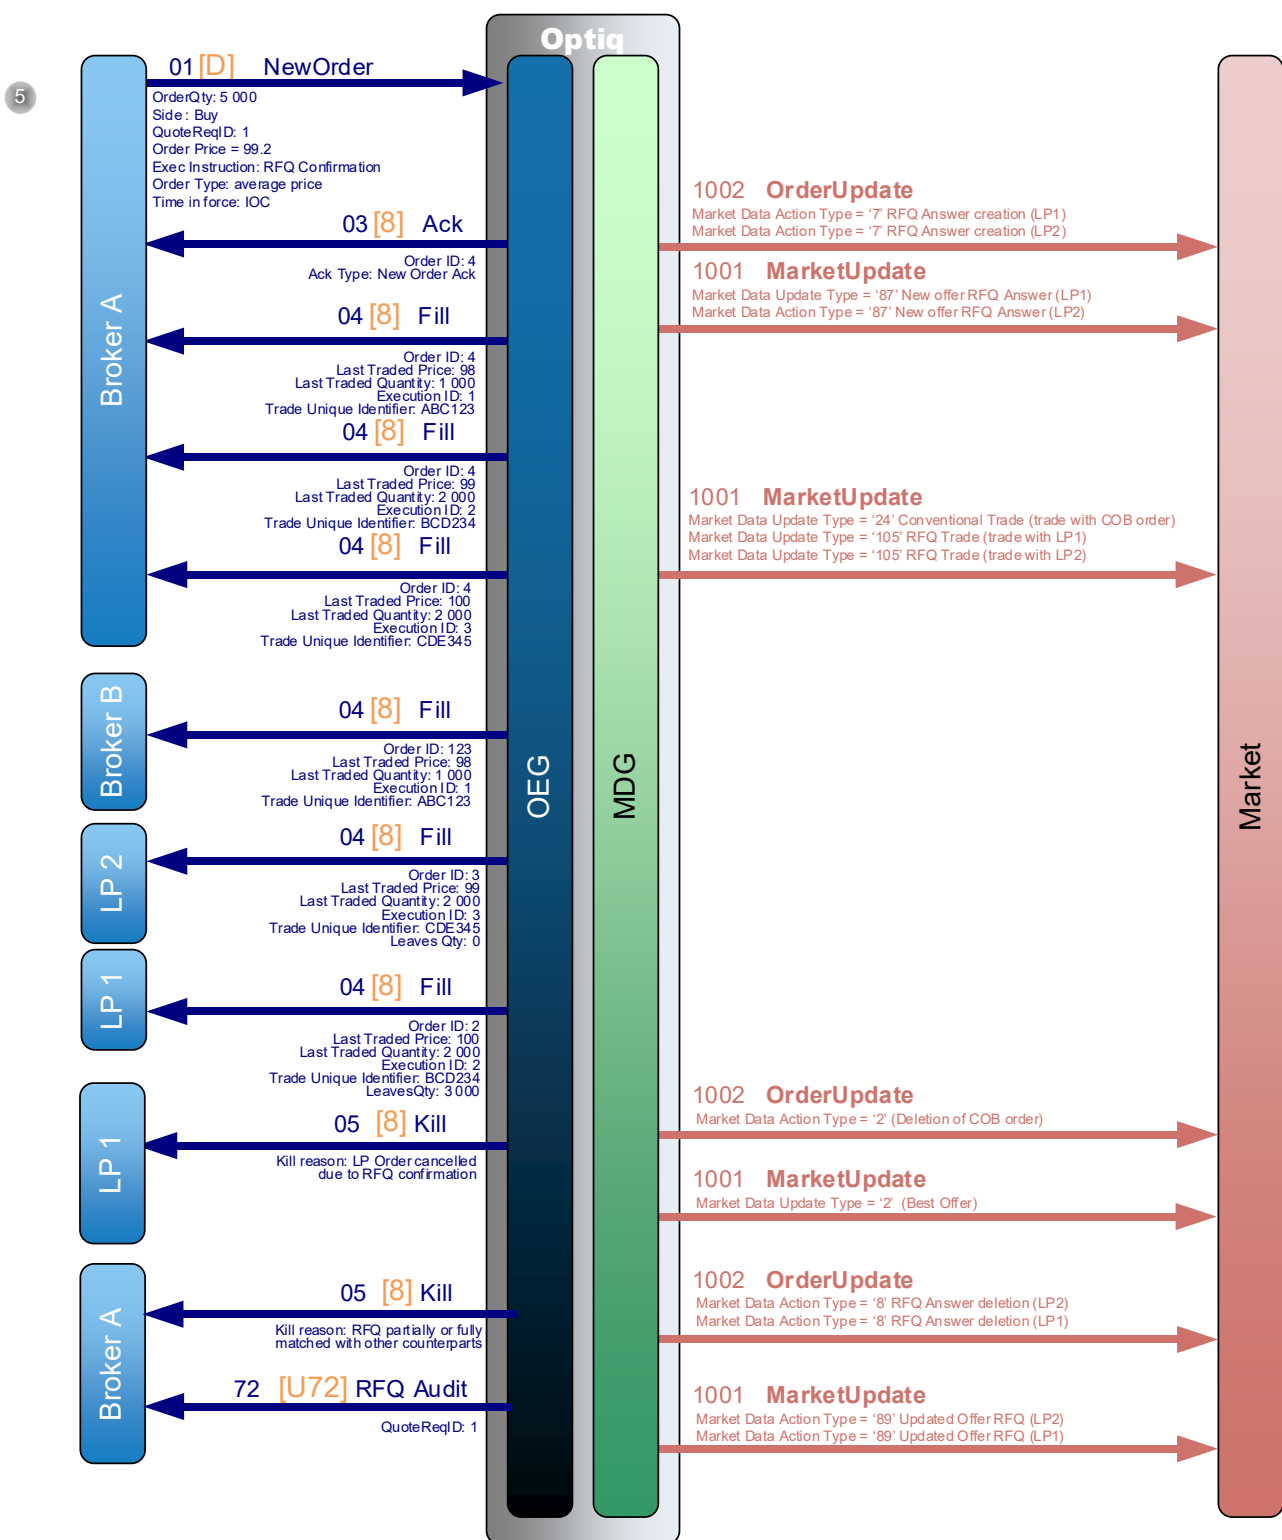 Optiq
5
01 [D] NewOrder
OrderQty: 5 000
Side : Buy
QuoteReqID: 1
Order Price = 99.2
Exec Instruction: RFQ Confirmation
Order Type: average price
Time in force: IOC
03 [8] Ack
Order ID: 4
Ack Type: New Order Ack
04 [8] Fill
Order ID: 4
Last Traded Price: 98
Last Traded Quantity: 1 000
Execution ID: 1
Trade Unique Identifier: ABC123
04 [8] Fill
Order ID: 4
Last Traded Price: 99
Last Traded Quantity: 2 000
Execution ID: 2
Trade Unique Identifier: BCD234
04 [8] Fill
Order ID: 4
Last Traded Price: 100
Last Traded Quantity: 2 000
Execution ID: 3
Trade Unique Identifier: CDE345
Broker A
04 [8] Fill
Order ID: 123
Last Traded Price: 98
Last Traded Quantity: 1 000
Execution ID: 1
Trade Unique Identifier: ABC123
Broker B
04 [8] Fill
Order ID: 3
Last Traded Price: 99
Last Traded Quantity: 2 000
Execution ID: 3
Trade Unique Identifier: CDE345
Leaves Qty: 0
LP 2
04 [8] Fill
Order ID: 2
Last Traded Price: 100
Last Traded Quantity: 2 000
Execution ID: 2
Trade Unique Identifier: BCD234
LeavesQty: 3 000
LP 1
05 [8] Kill
Kill reason: LP Order cancelled
due to RFQ confirmation
LP 1
05 [8] Kill
Kill reason: RFQ partially or fully
matched with other counterparts
72 [U72] RFQ Audit
QuoteReqID: 1
Broker A
OEG
MDG
1002 OrderUpdate
Market Data Action Type = ‘7’ RFQ Answer creation (LP1)
Market Data Action Type = ‘7’ RFQ Answer creation (LP2)
1001 MarketUpdate
Market Data Update Type = ‘87’ New offer RFQ Answer (LP1)
Market Data Action Type = ‘87’ New offer RFQ Answer (LP2)
1001 MarketUpdate
Market Data Update Type = ‘24’ Conventional Trade (trade with COB order)
Market Data Update Type = ‘105’ RFQ Trade (trade with LP1)
Market Data Update Type = ‘105’ RFQ Trade (trade with LP2)
1002 OrderUpdate
Market Data Action Type = ‘2’ (Deletion of COB order)
1001 MarketUpdate
Market Data Update Type = ‘2’ (Best Offer)
1002 OrderUpdate
Market Data Action Type = ‘8’ RFQ Answer deletion (LP2)
Market Data Action Type = ‘8’ RFQ Answer deletion (LP1)
1001 MarketUpdate
Market Data Action Type = ‘89’ Updated Offer RFQ (LP2)
Market Data Action Type = ‘89’ Updated Offer RFQ (LP1)
Market